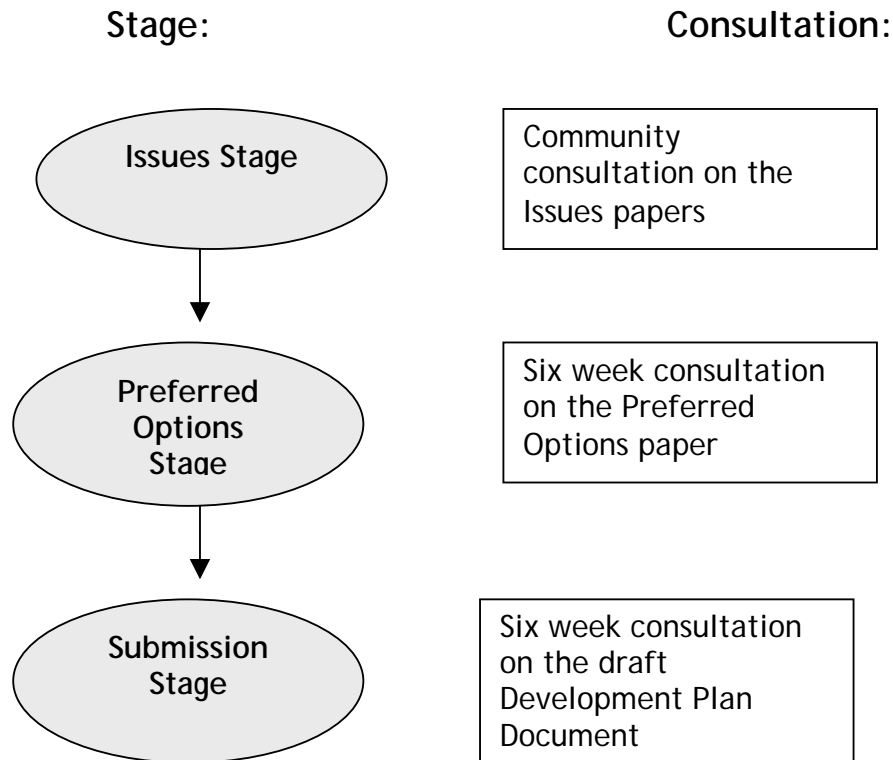 Stage: Consultation:
Issues Stage
Community
consultation on the
Issues papers
Preferred
Options
Stage
Six week consultation
on the Preferred
Options paper
Submission
Stage
Six week consultation
on the draft
Development Plan
Document